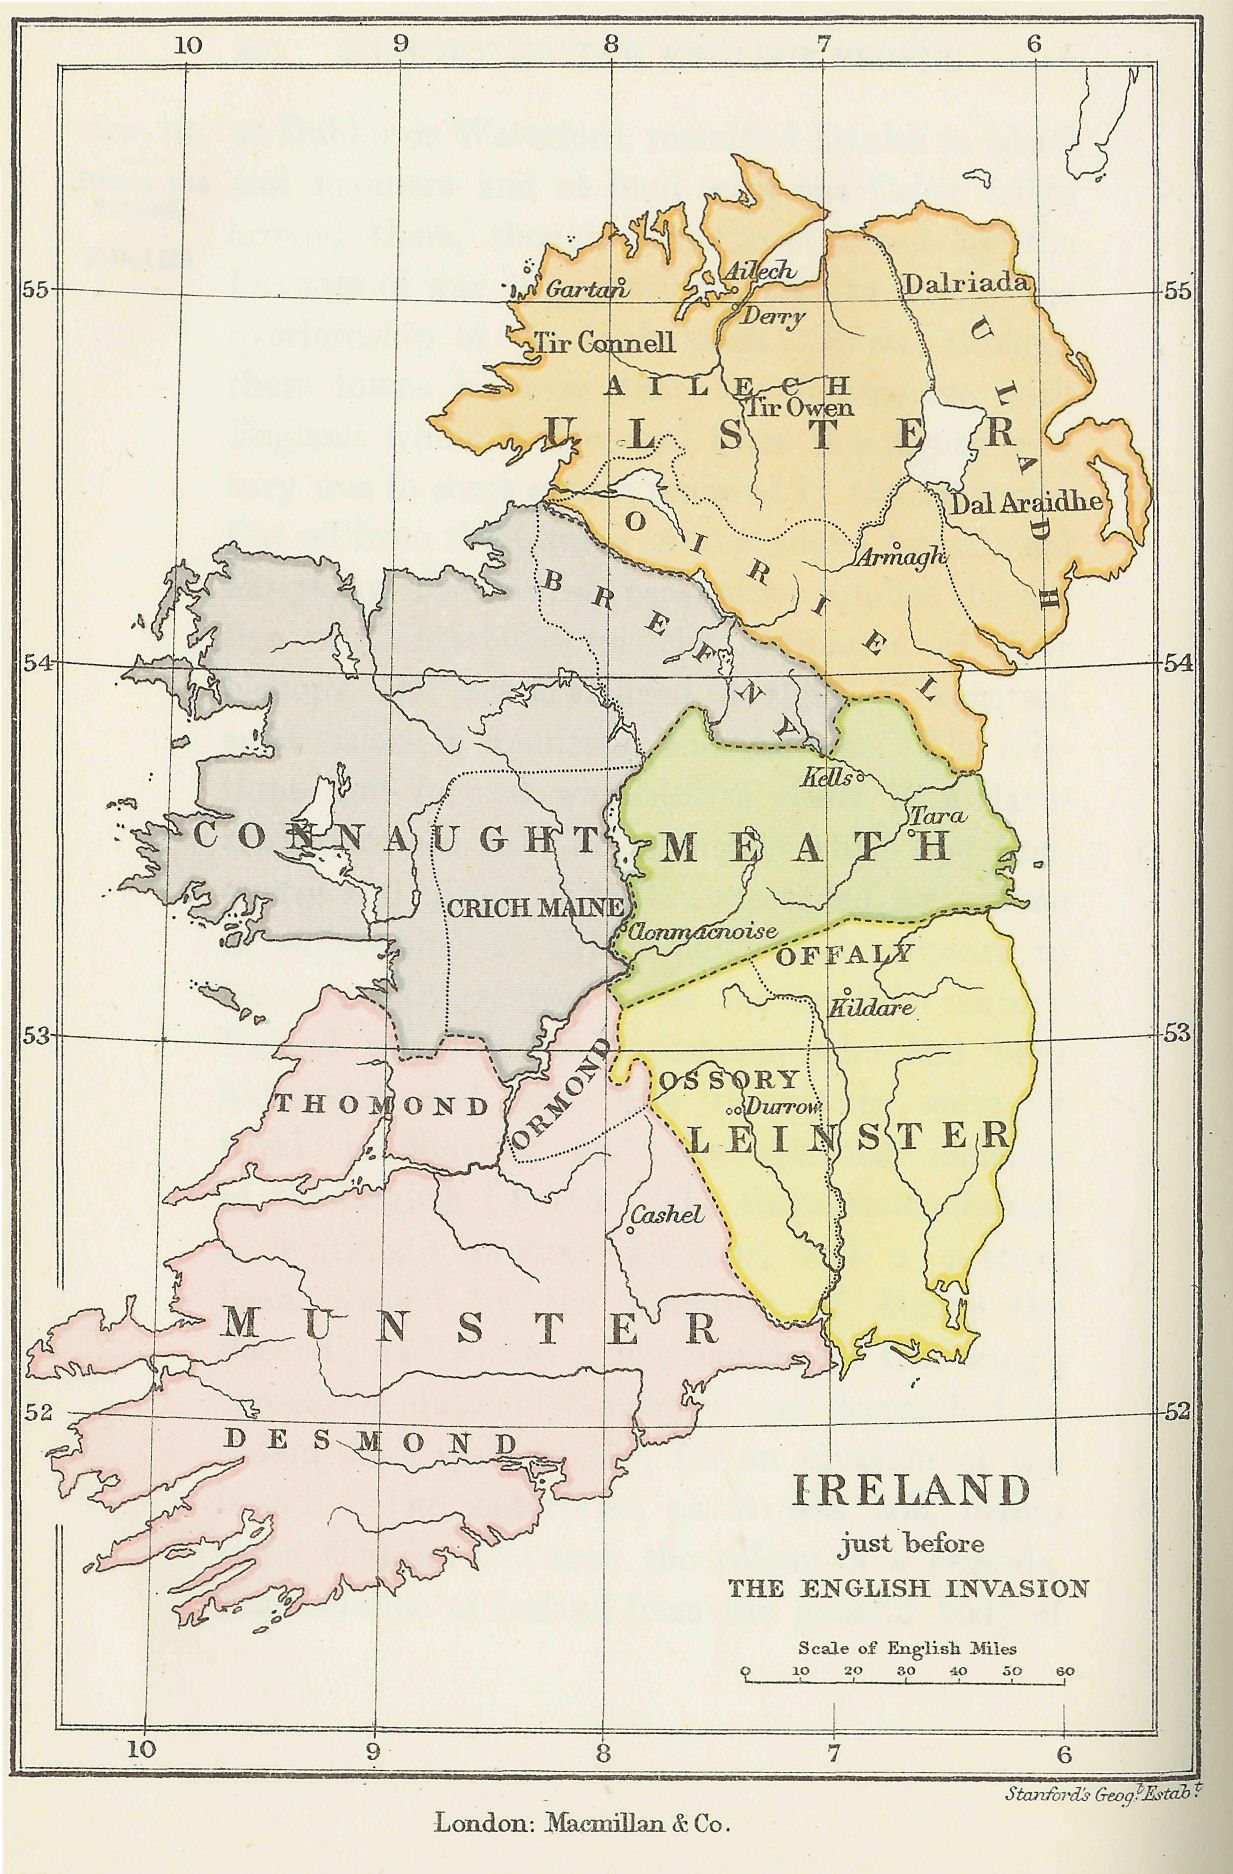 10 9 8 7 6
55 55
54 54
53 53
52 52
Ailech
Gartan
Dalriada
Derry
Tir Connell
AILECH
Tir Owen
ULSTER
ULADH
Dal Araidhe
OIRIEL
Armagh
BREFNY
Kells
Tara
CONNAUGHT
MEATH
CRICH MAINE
Clonmacnoise
OFFALY
Kildare
ORMOND
OSSORY
THOMOND
Durrow
LEINSTER
Cashel
MUNSTER
DESMOND
IRELAND
just before
THE ENGLISH INVASION
Scale of English Miles
0 10 20 30 40 50 60
10 9 8 7 6
Stanford's Geog.t Estab.t
London: Macmillan & Co.